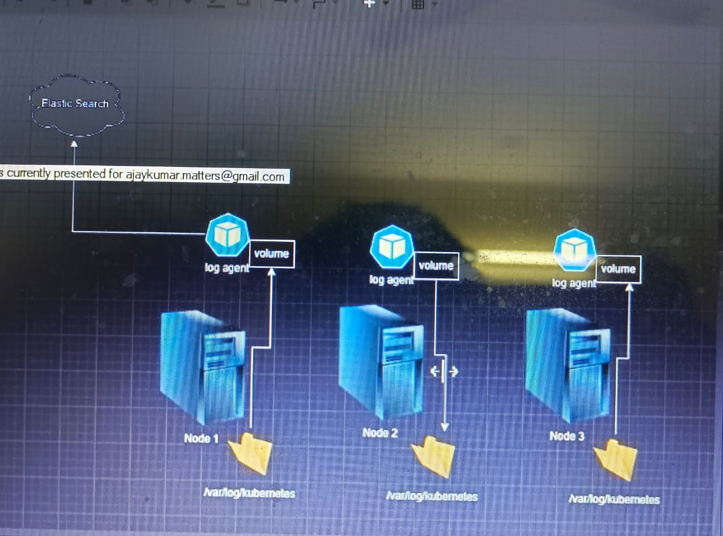 Elastic Search
s currently presented for ajaykumar.matters@gmail.com
volume
log agent
volume
log agent
volume
log agent
Node 1
Node 2
Node 3
/var/log/kubernetes
/var/log/kubernetes
/var/log/kubernetes